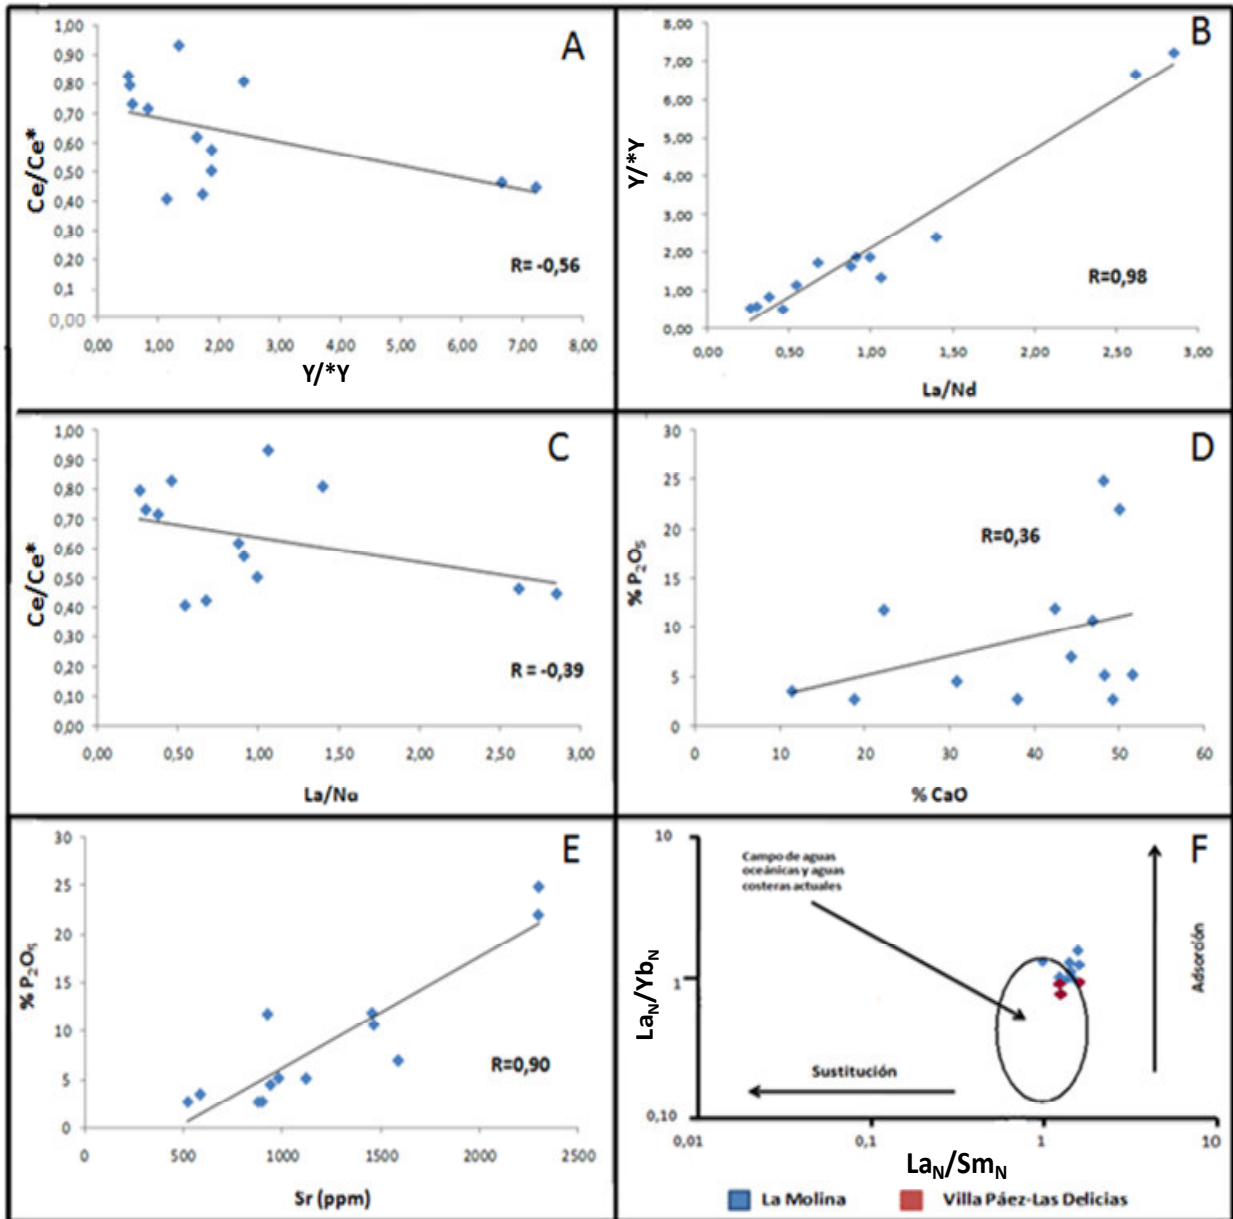 A
1,00
0,90
0,80
0,70
0,60
0,50
0,40
0,30
0,20
0,1
0,00
Ce/Ce*
R= -0,56
0,00 1,00 2,00 3,00 4,00 5,00 6,00 7,00 8,00
Y/*Y
B
8,00
7,00
6,00
5,00
4,00
3,00
2,00
1,00
0,00
Y/*Y
R=0,98
0,00 0,50 1,00 1,50 2,00 2,50 3,00
La/Nd
C
1,00
0,90
0,80
0,70
0,60
0,50
0,40
0,30
0,20
0,10
0,00
Ce/Ce*
R = -0,39
0,00 0,50 1,00 1,50 2,00 2,50 3,00
La/Nd
D
30
25
20
15
10
5
0
% P₂O₅
R=0,36
0 10 20 30 40 50 60
% CaO
E
30
25
20
15
10
5
0
% P₂O₅
R=0,90
0 500 1000 1500 2000 2500
Sr (ppm)
F
10
1
0,10
Laₙ/Ybₙ
Campo de aguas
oceánicas y aguas
costeras actuales
Adsorción
Sustitución
0,01 0,1 1 10
Laₙ/Smₙ
La Molina
Villa Páez-Las Delicias